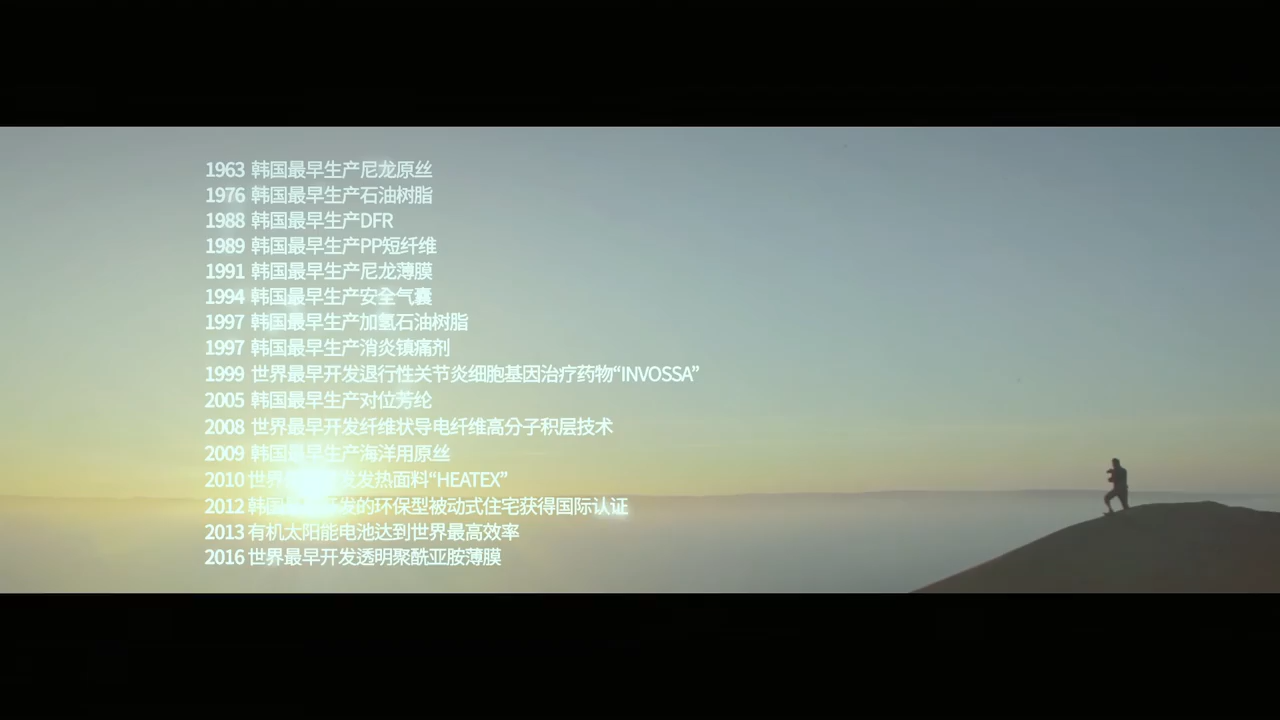 1963 韩国最早生产尼龙原丝
1976 韩国最早生产石油树脂
1988 韩国最早生产DFR
1989 韩国最早生产PP短纤维
1991 韩国最早生产尼龙薄膜
1994 韩国最早生产安全气囊
1997 韩国最早生产加氢石油树脂
1997 韩国最早生产消炎镇痛剂
1999 世界最早开发退行性关节炎细胞基因治疗药物“INVOSSA”
2005 韩国最早生产对位芳纶
2008 世界最早开发纤维状导电纤维高分子积层技术
2009 韩国最早生产海洋用原丝
2010 世界最早开发发热面料“HEATEX”
2012 韩国最早开发的环保型被动式住宅获得国际认证
2013 有机太阳能电池达到世界最高效率
2016 世界最早开发透明聚酰亚胺薄膜